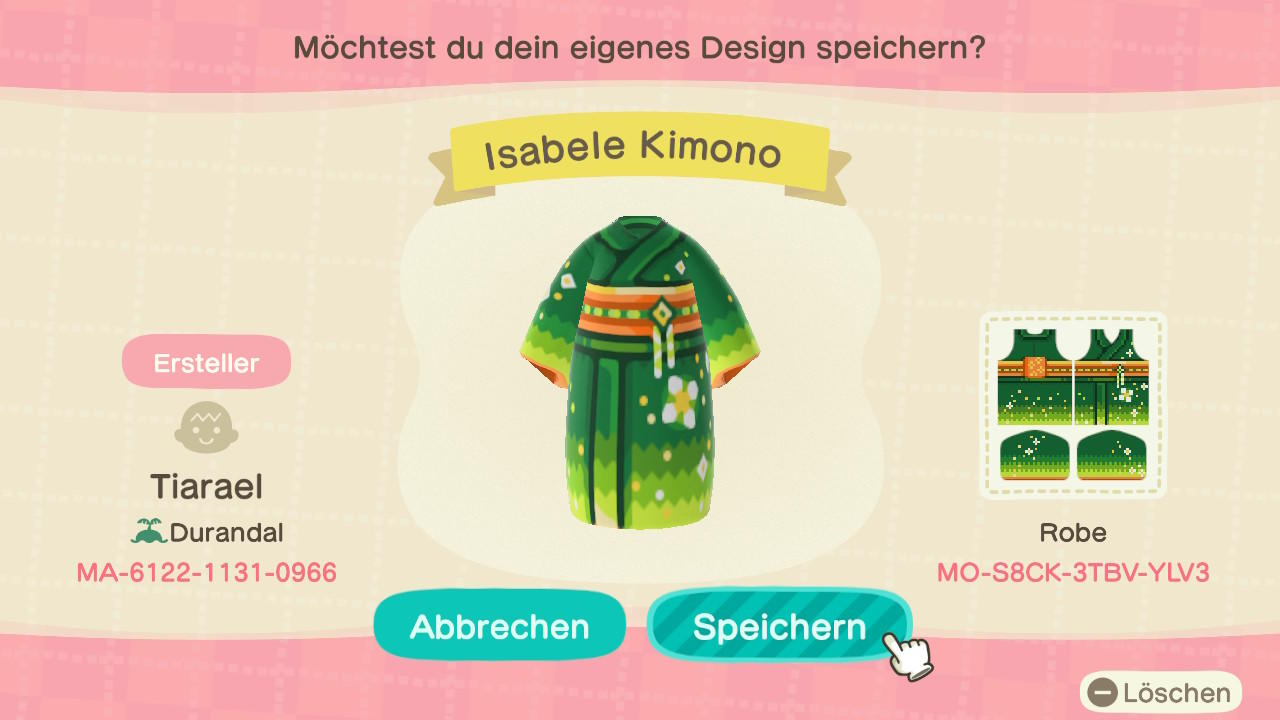 Möchtest du dein eigenes Design speichern?
Isabele Kimono
Ersteller
Tiarael
Durandal
MA-6122-1131-0966
Robe
MO-S8CK-3TBV-YLV3
Abbrechen
Speichern
Löschen